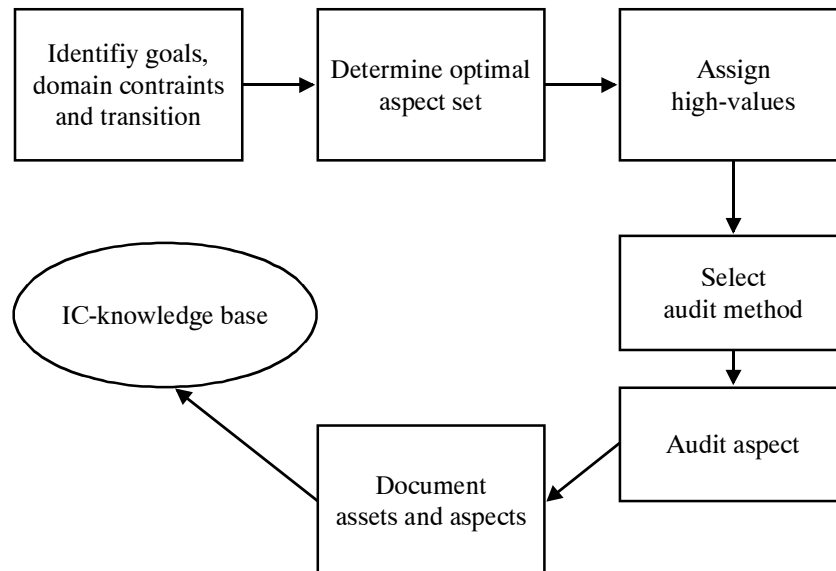 Identifiy goals,
domain contraints
and transition
Determine optimal
aspect set
Assign
high-values
Select
audit method
Audit aspect
Document
assets and aspects
IC-knowledge base